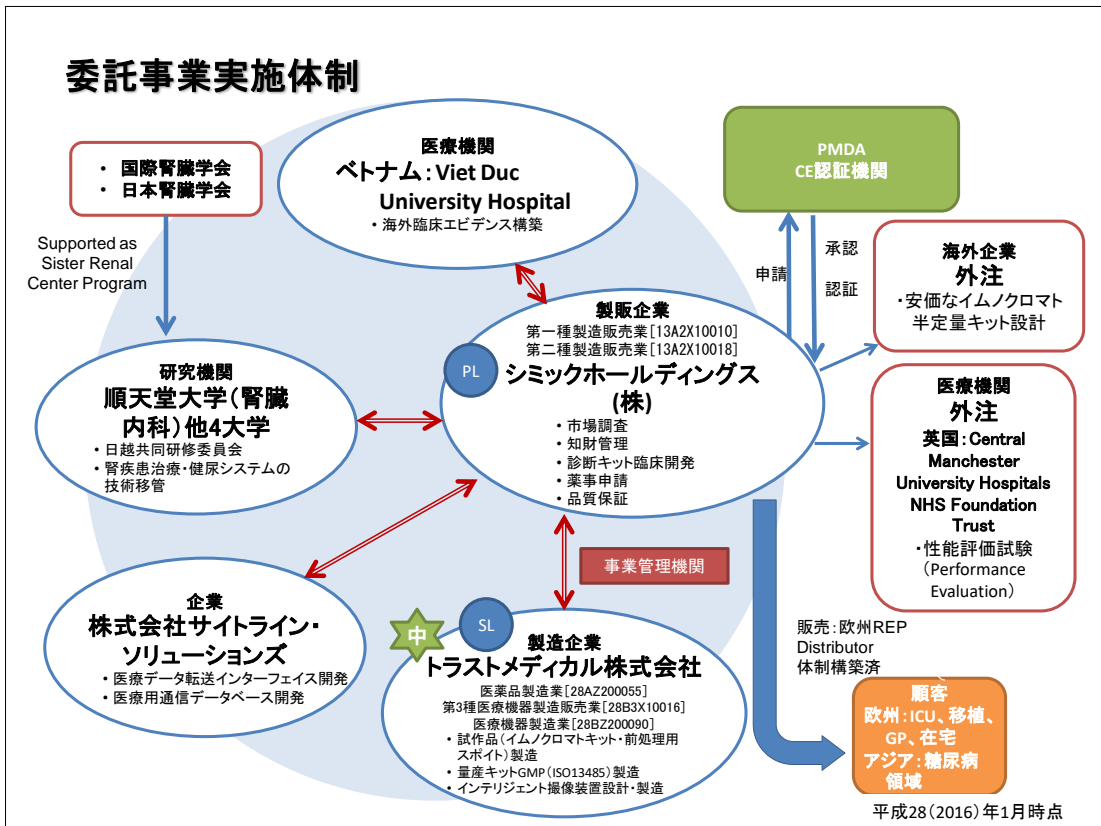 委託事業実施体制
・ 国際腎臓学会
・ 日本腎臓学会
Supported as
Sister Renal
Center Program
医療機関
ベトナム：Viet Duc
University Hospital
・海外臨床エビデンス構築
PMDA
CE認証機関
申請
承認
認証
海外企業
外注
・安価なイムノクロマト
半定量キット設計
製販企業
第一種製造販売業[13A2X10010]
第二種製造販売業[13A2X10018]
PL
シミックホールディングス
(株)
・ 市場調査
・ 知財管理
・ 診断キット臨床開発
・ 薬事申請
・ 品質保証
研究機関
順天堂大学（腎臓
内科）他4大学
・ 日越共同研修委員会
・ 腎疾患治療・健尿システムの
技術移管
医療機関
外注
英国：Central
Manchester
University Hospitals
NHS Foundation
Trust
・性能評価試験
（Performance
Evaluation）
事業管理機関
企業
株式会社サイトライン・
ソリューションズ
・ 医療データ転送インターフェイス開発
・ 医療用通信データベース開発
中
SL
製造企業
トラストメディカル株式会社
医薬品製造業[28AZ200055]
第3種医療機器製造販売業[28B3X10016]
医療機器製造業[28BZ200090]
・ 試作品（イムノクロマトキット・前処理用
スポイト）製造
・ 量産キットGMP（ISO13485）製造
・ インテリジェント撮像装置設計・製造
販売：欧州REP
Distributor
体制構築済
顧客
欧州：ICU、移植、
GP、在宅
アジア：糖尿病
領域
平成28（2016）年1月時点